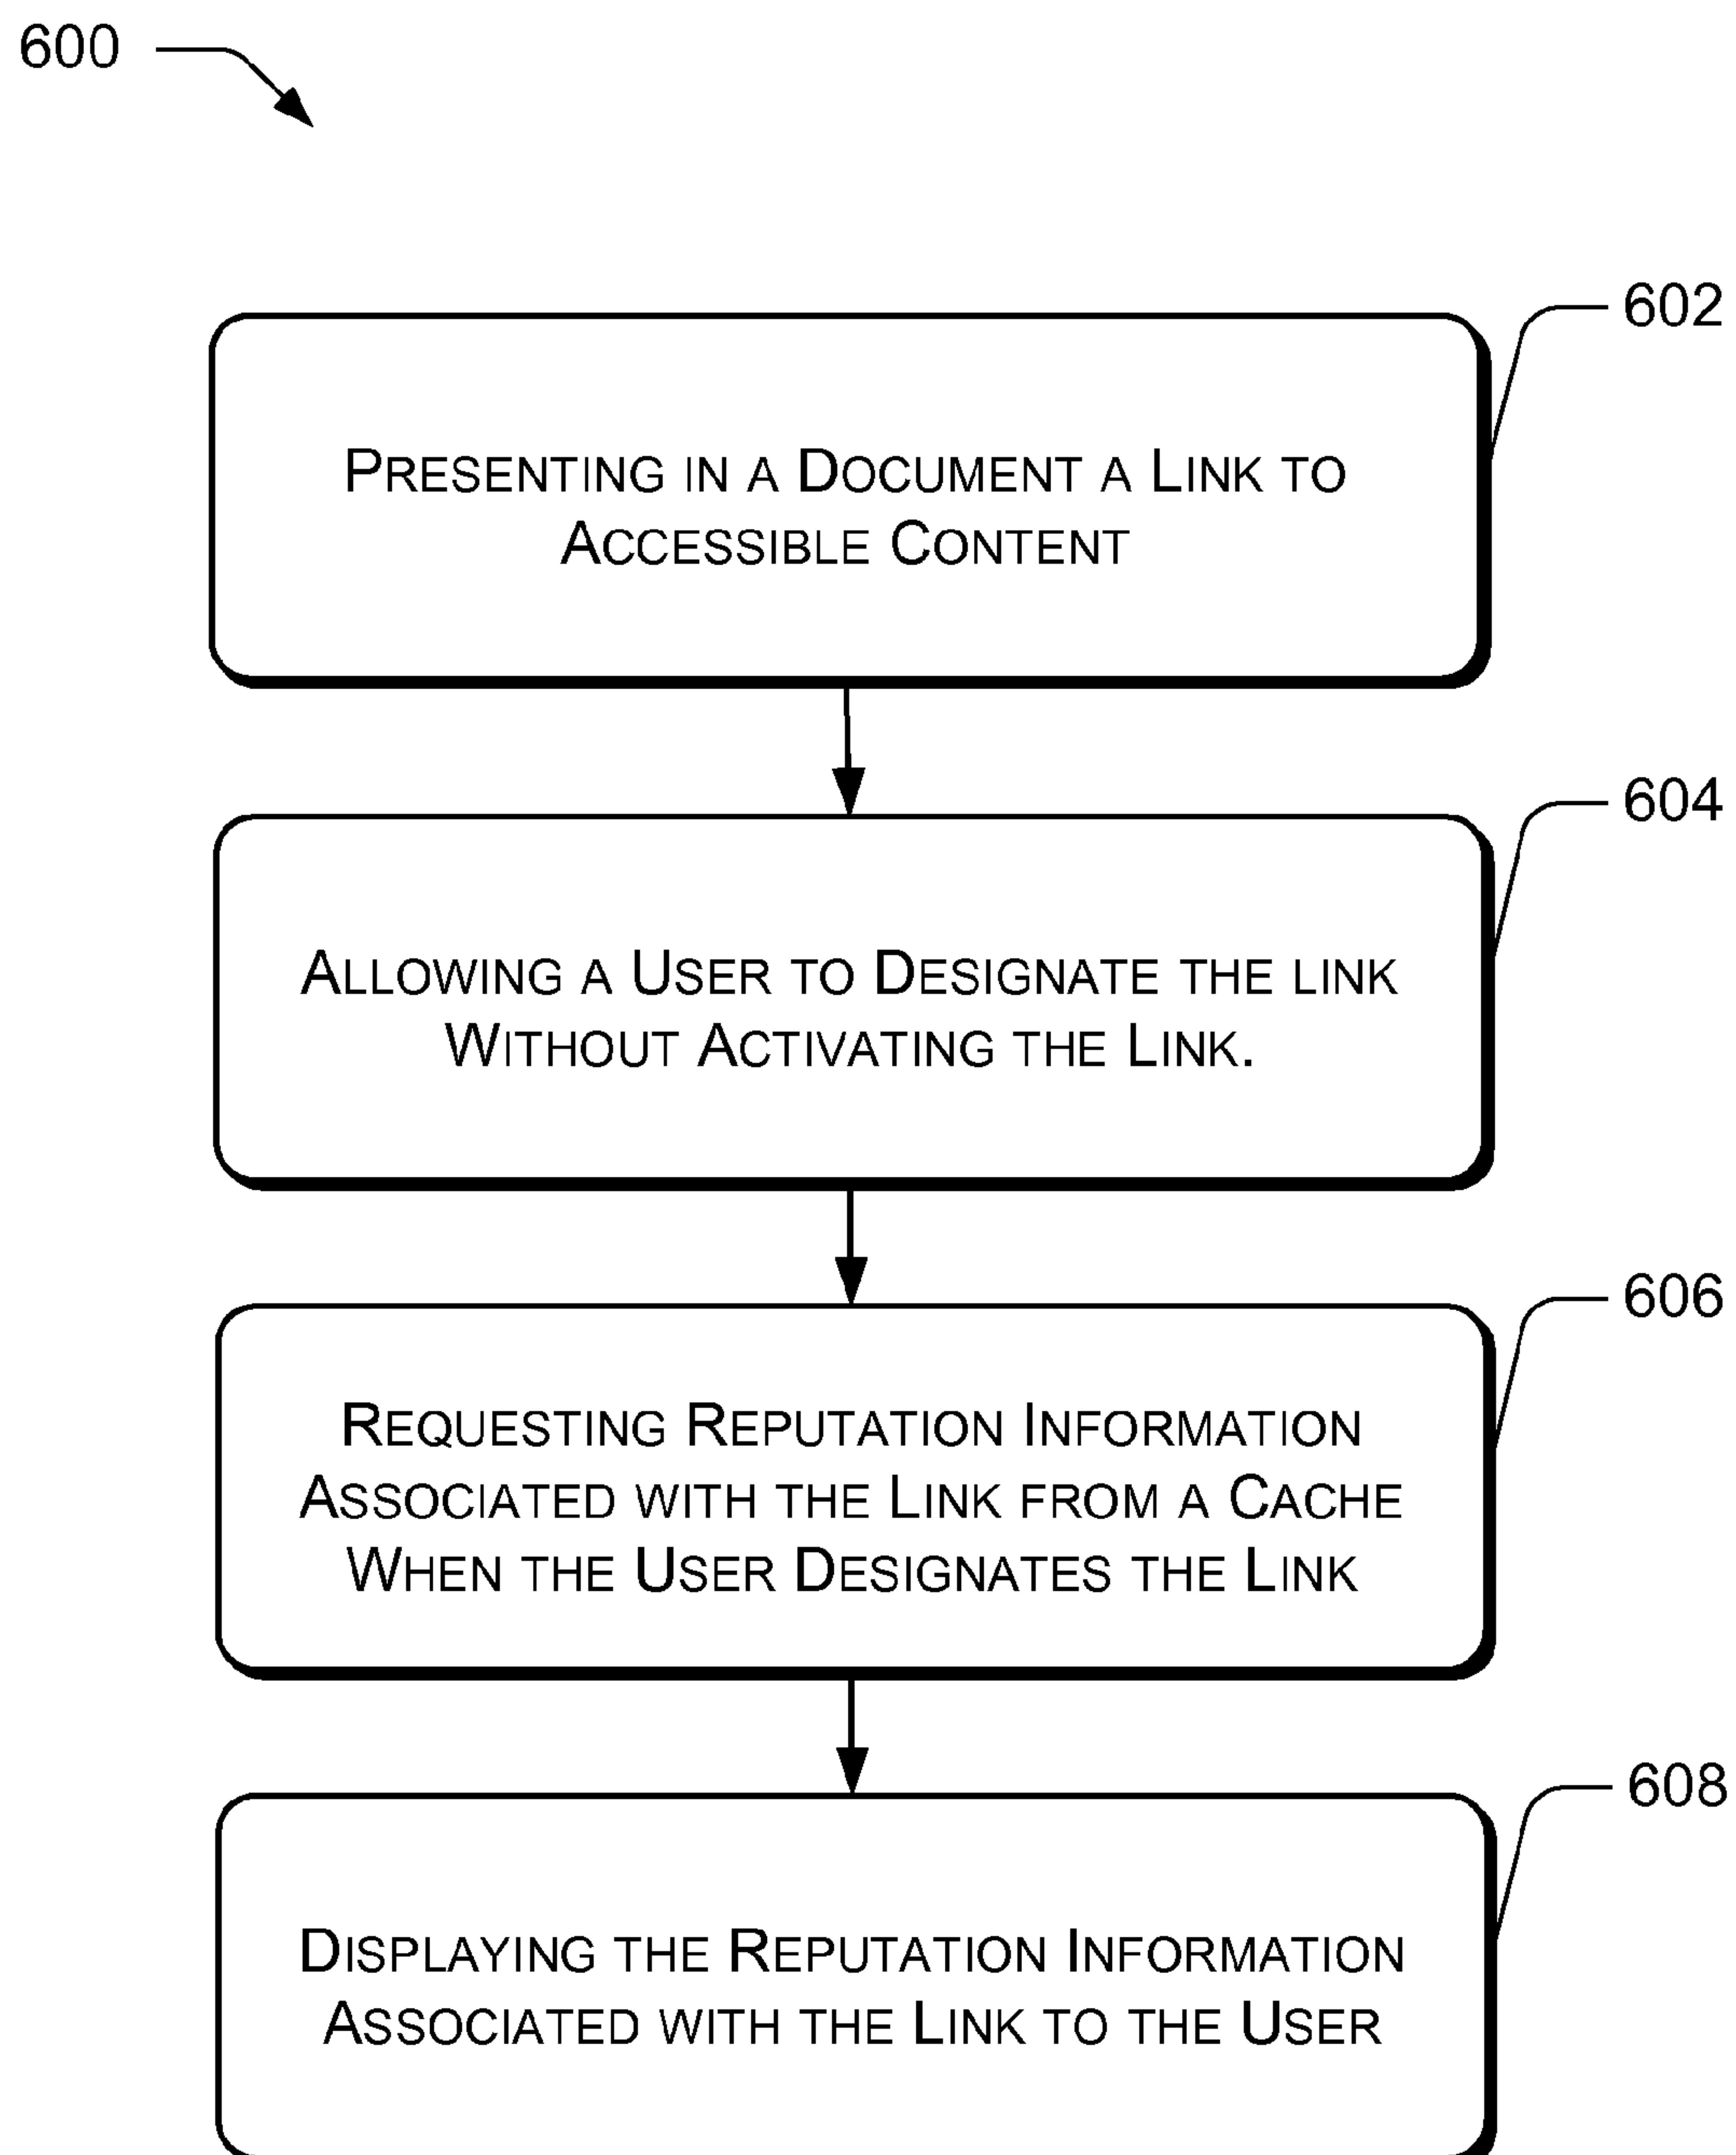 600
602
PRESENTING IN A DOCUMENT A LINK TO
ACCESSIBLE CONTENT
604
ALLOWING A USER TO DESIGNATE THE LINK
WITHOUT ACTIVATING THE LINK.
606
REQUESTING REPUTATION INFORMATION
ASSOCIATED WITH THE LINK FROM A CACHE
WHEN THE USER DESIGNATES THE LINK
608
DISPLAYING THE REPUTATION INFORMATION
ASSOCIATED WITH THE LINK TO THE USER